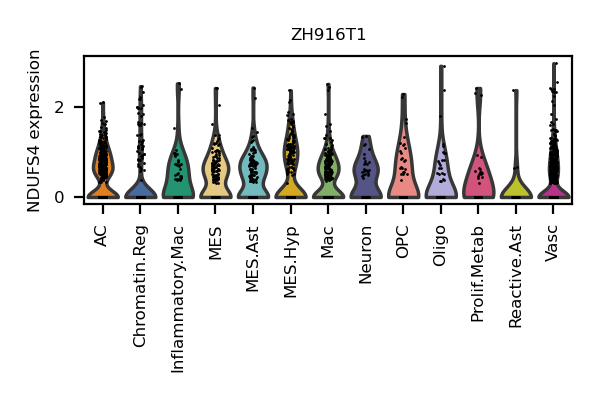 ZH916T1
NDUFS4 expression
2
0
AC
Chromatin.Reg
Inflammatory.Mac
MES
MES.Ast
MES.Hyp
Mac
Neuron
OPC
Oligo
Prolif.Metab
Reactive.Ast
Vasc